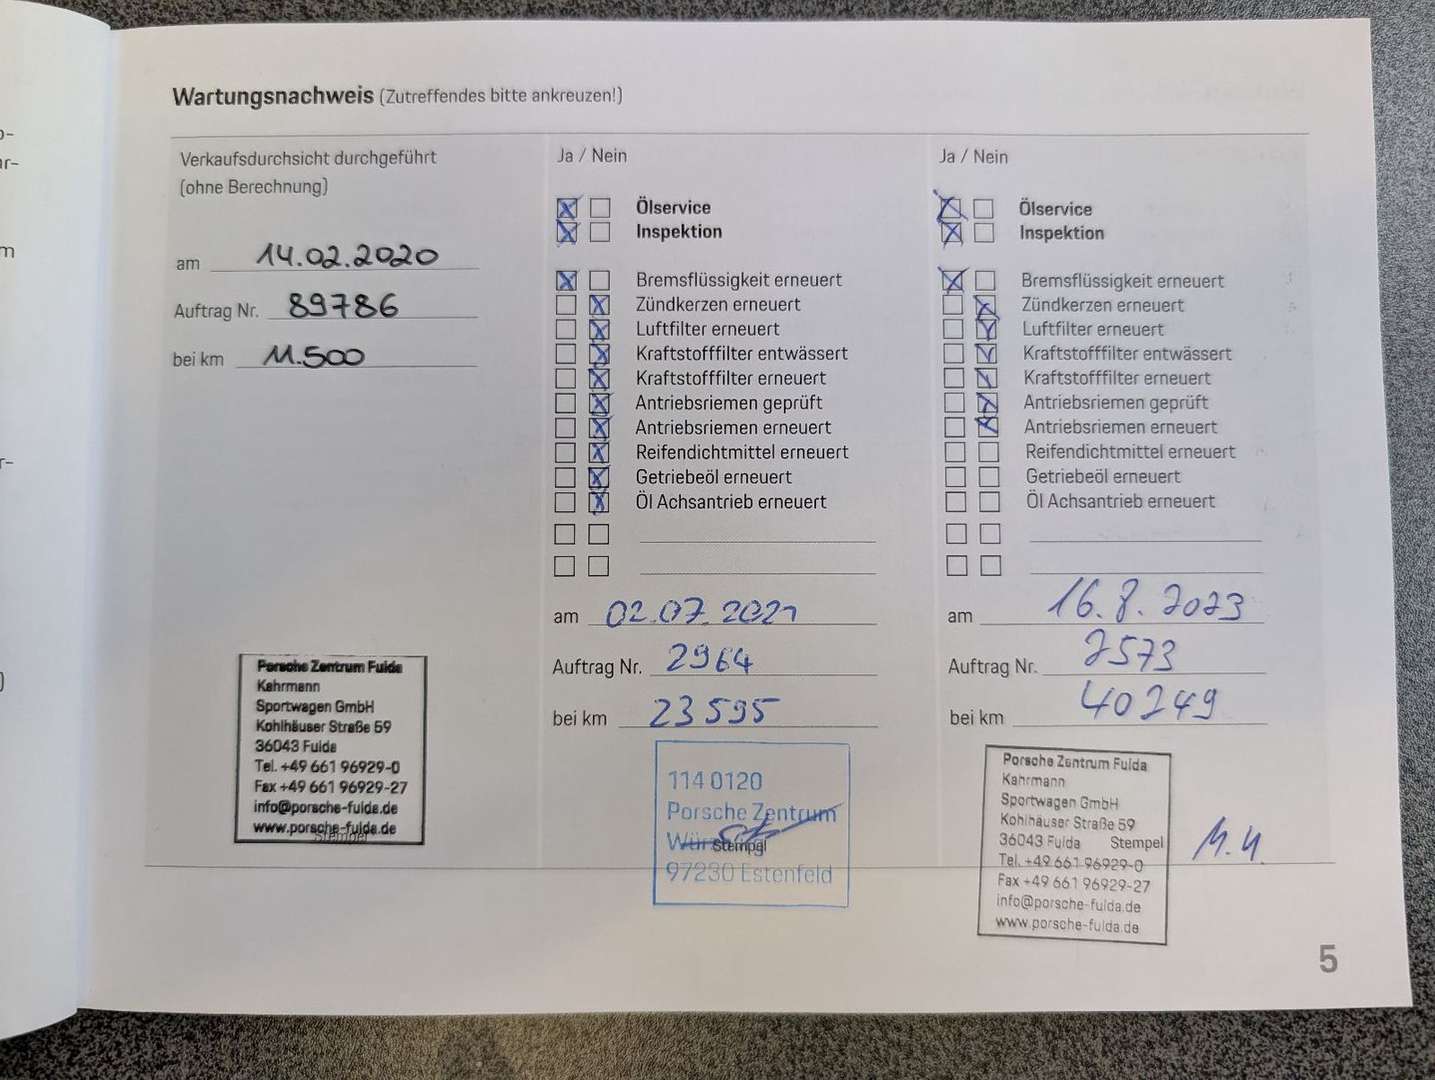 Wartungsnachweis (Zutreffendes bitte ankreuzen!)
Verkaufsdurchsicht durchgeführt
(ohne Berechnung)
am 14.02.2020
Auftrag Nr. 89786
bei km 11.500
Porsche Zentrum Fulda
Kahrmann
Sportwagen GmbH
Kohlhäuser Straße 59
36043 Fulda
Tel. +49 661 96929-0
Fax +49 661 96929-27
info@porsche-fulda.de
www.porsche-fulda.de
Stempel
Ja / Nein
Ölservice
Inspektion
Bremsflüssigkeit erneuert
Zündkerzen erneuert
Luftfilter erneuert
Kraftstofffilter entwässert
Kraftstofffilter erneuert
Antriebsriemen geprüft
Antriebsriemen erneuert
Reifendichtmittel erneuert
Getriebeöl erneuert
Öl Achsantrieb erneuert
am 02.07.2021
Auftrag Nr. 2964
bei km 23595
114 0120
Porsche Zentrum
Stempel
97230 Estenfeld
Ja / Nein
Ölservice
Inspektion
Bremsflüssigkeit erneuert
Zündkerzen erneuert
Luftfilter erneuert
Kraftstofffilter entwässert
Kraftstofffilter erneuert
Antriebsriemen geprüft
Antriebsriemen erneuert
Reifendichtmittel erneuert
Getriebeöl erneuert
Öl Achsantrieb erneuert
am 16.8.2023
Auftrag Nr. 2573
bei km 40249
Porsche Zentrum Fulda
Kahrmann
Sportwagen GmbH
Kohlhäuser Straße 59
36043 Fulda Stempel
Tel. +49 661 96929-0
Fax +49 661 96929-27
info@porsche-fulda.de
www.porsche-fulda.de
5